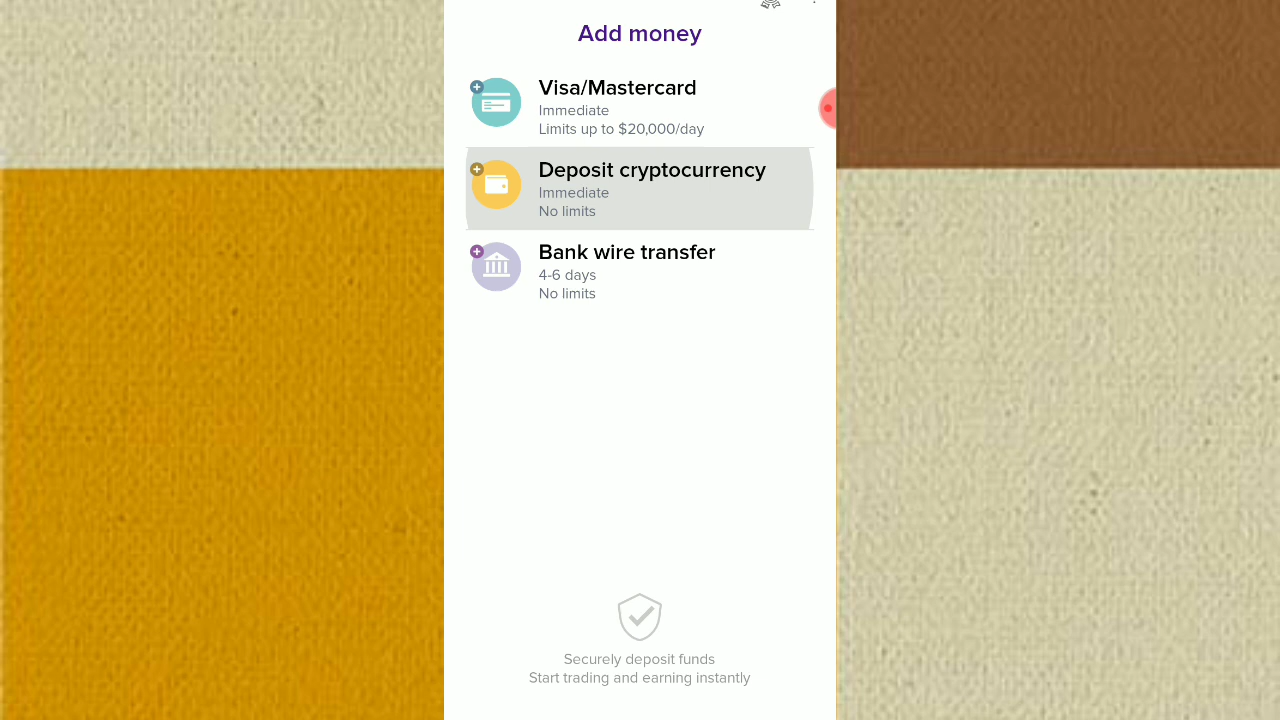 Add money
Visa/Mastercard
Immediate
Limits up to $20,000/day
Deposit cryptocurrency
Immediate
No limits
Bank wire transfer
4-6 days
No limits
Securely deposit funds
Start trading and earning instantly